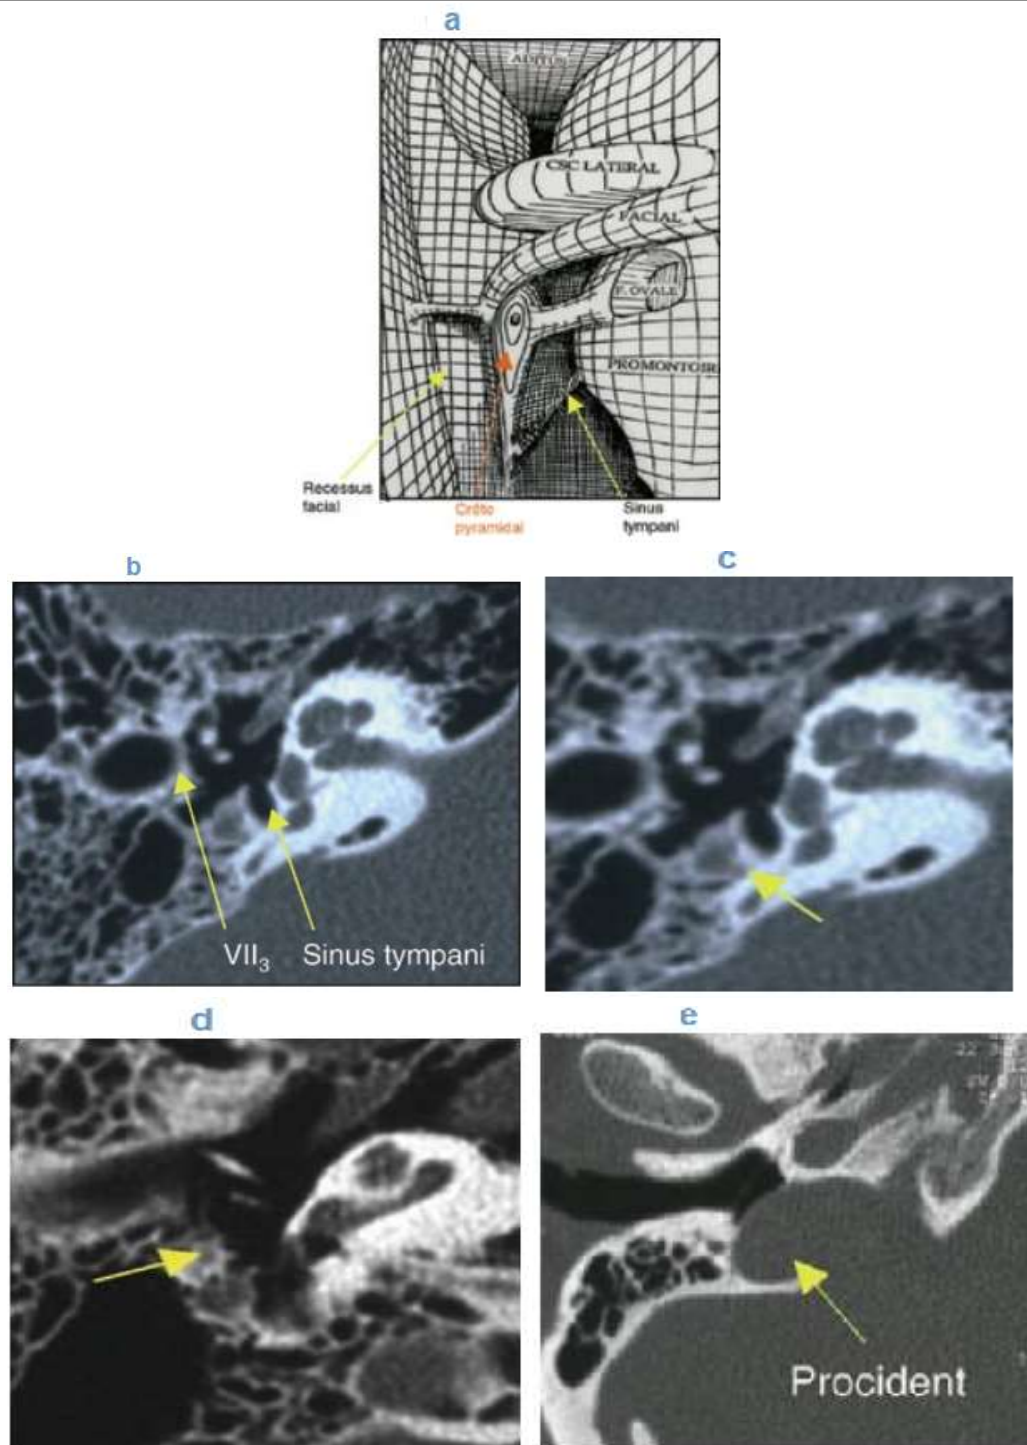 a
ADITUS
CSC LATERAL
FACIAL
F. OVALE
PROMONTOIR
Recessus
facial
Crête
pyramidal
Sinus
tympani
b
c
VII₃ Sinus tympani
d
e
Procident